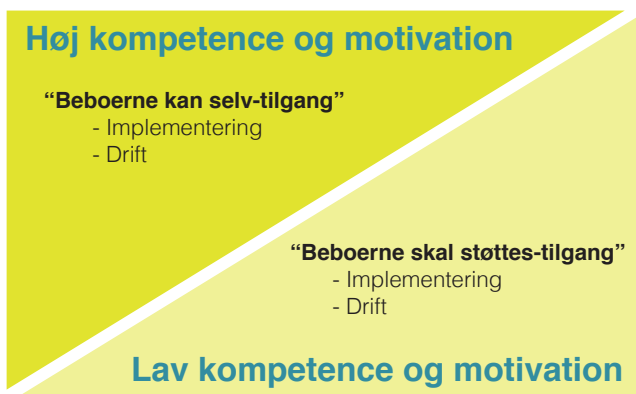 Høj kompetence og motivation
“Beboerne kan selv-tilgang”
- Implementering
- Drift
“Beboerne skal støttes-tilgang”
- Implementering
- Drift
Lav kompetence og motivation